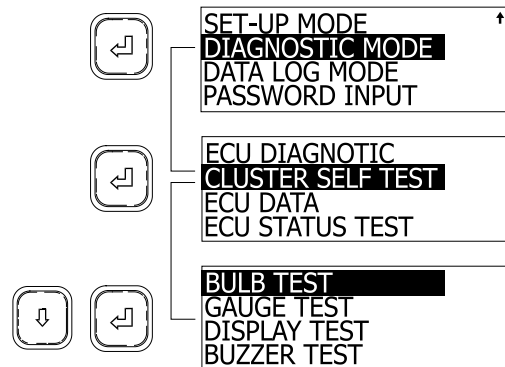 SET-UP MODE
DIAGNOSTIC MODE
DATA LOG MODE
PASSWORD INPUT
ECU DIAGNOTIC
CLUSTER SELF TEST
ECU DATA
ECU STATUS TEST
BULB TEST
GAUGE TEST
DISPLAY TEST
BUZZER TEST